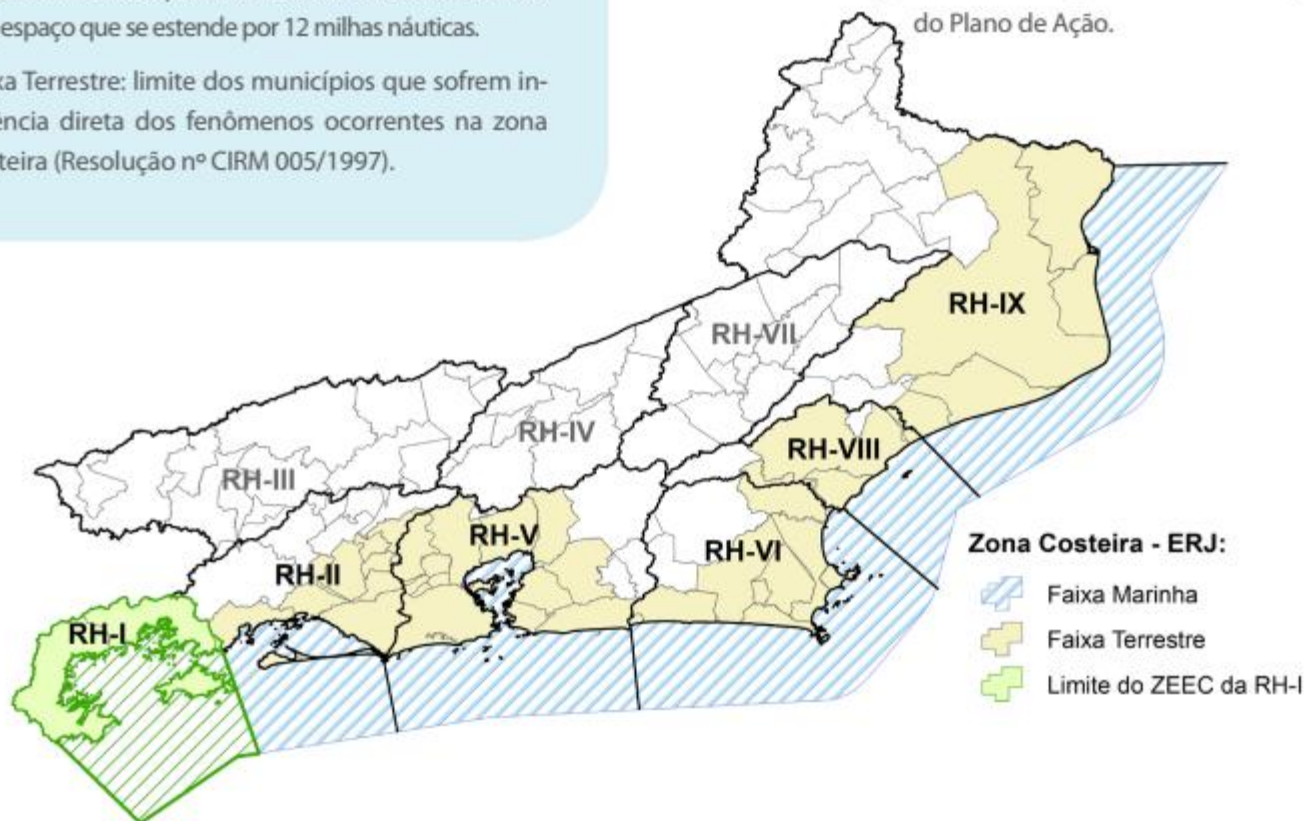 espaço que se estende por 12 milhas náuticas.
xa Terrestre: limite dos municípios que sofrem in-
ência direta dos fenômenos ocorrentes na zona
teira (Resolução nº CIRM 005/1997).
do Plano de Ação.
RH-IX
RH-VII
RH-IV
RH-VIII
RH-III
RH-V
RH-VI
RH-II
RH-I
Zona Costeira - ERJ:
Faixa Marinha
Faixa Terrestre
Limite do ZEEC da RH-I